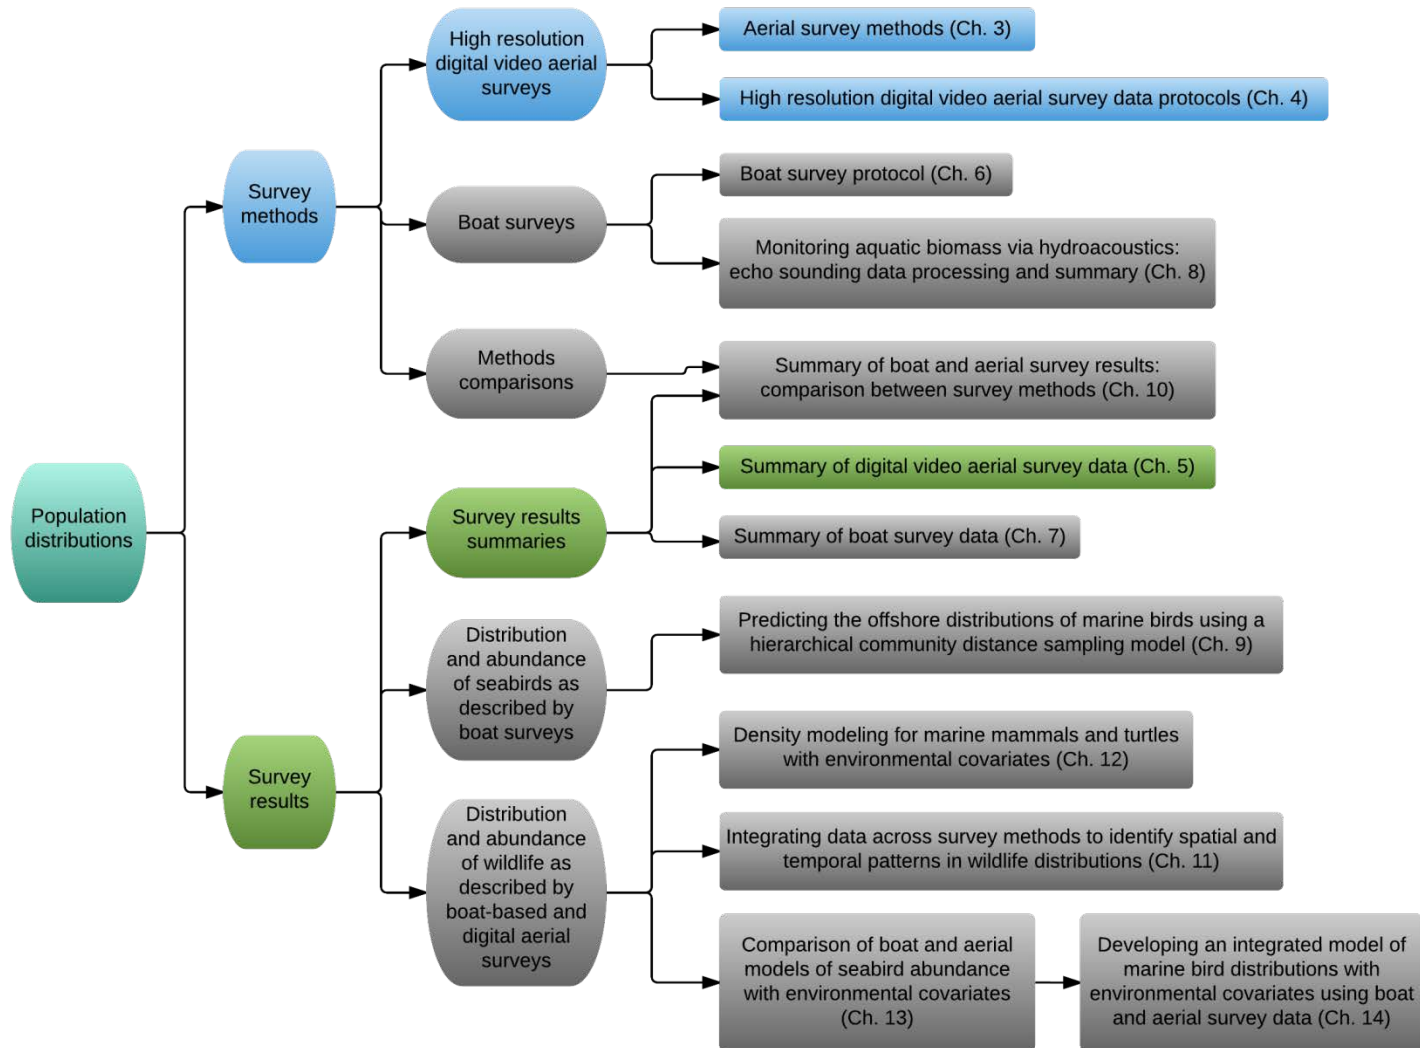 Population
distributions
Survey
methods
Survey
results
High resolution
digital video aerial
surveys
Boat surveys
Methods
comparisons
Survey results
summaries
Distribution
and abundance
of seabirds as
described by
boat surveys
Distribution
and abundance
of wildlife as
described by
boat-based and
digital aerial
surveys
Aerial survey methods (Ch. 3)
High resolution digital video aerial survey data protocols (Ch. 4)
Boat survey protocol (Ch. 6)
Monitoring aquatic biomass via hydroacoustics:
echo sounding data processing and summary (Ch. 8)
Summary of boat and aerial survey results:
comparison between survey methods (Ch. 10)
Summary of digital video aerial survey data (Ch. 5)
Summary of boat survey data (Ch. 7)
Predicting the offshore distributions of marine birds using a
hierarchical community distance sampling model (Ch. 9)
Density modeling for marine mammals and turtles
with environmental covariates (Ch. 12)
Integrating data across survey methods to identify spatial and
temporal patterns in wildlife distributions (Ch. 11)
Comparison of boat and aerial
models of seabird abundance
with environmental covariates
(Ch. 13)
Developing an integrated model of
marine bird distributions with
environmental covariates using boat
and aerial survey data (Ch. 14)